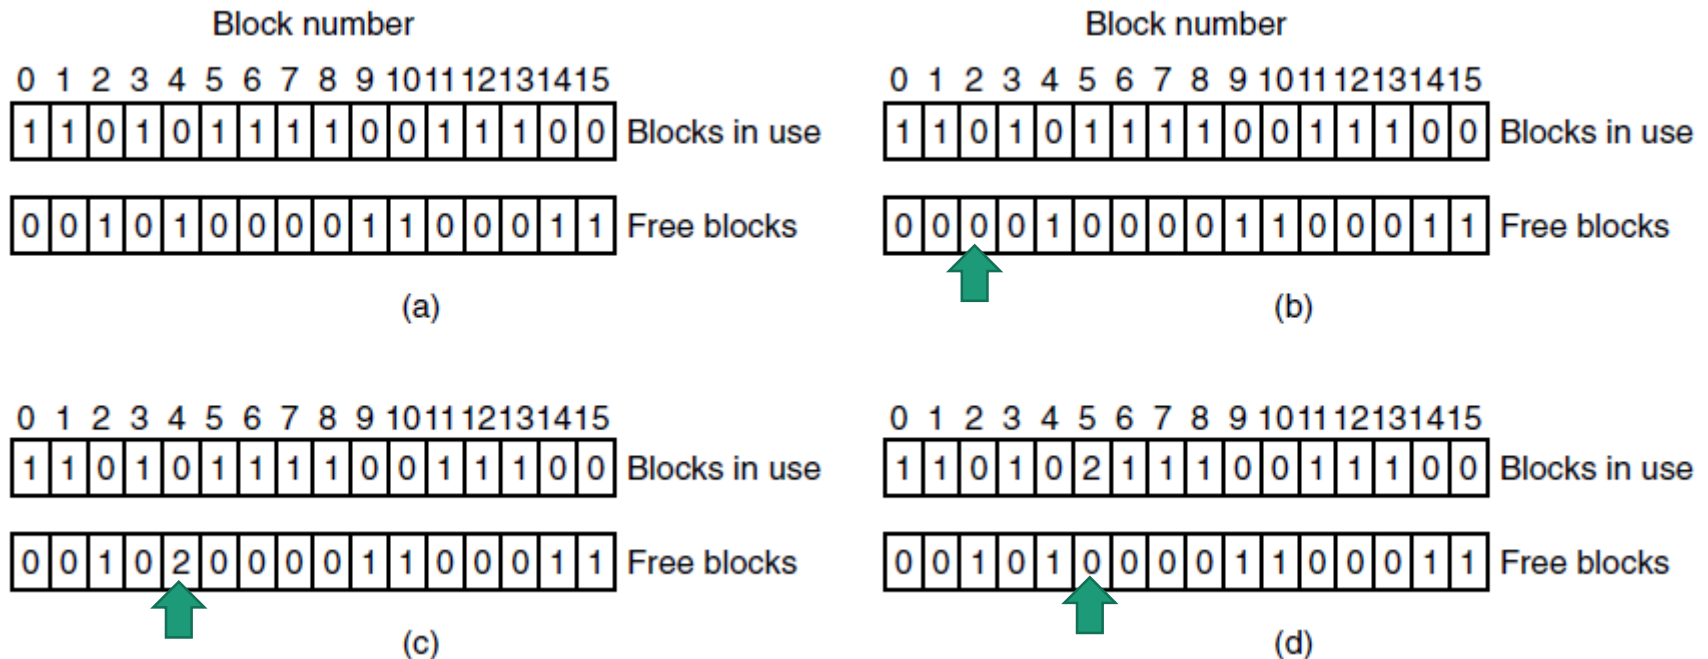 Block number
0 1 2 3 4 5 6 7 8 9 10 11 12 13 14 15
1 1 0 1 0 1 1 1 1 0 0 1 1 1 0 0 Blocks in use
0 0 1 0 1 0 0 0 0 1 1 0 0 0 1 1 Free blocks
(a)
Block number
0 1 2 3 4 5 6 7 8 9 10 11 12 13 14 15
1 1 0 1 0 1 1 1 1 0 0 1 1 1 0 0 Blocks in use
0 0 0 0 1 0 0 0 0 1 1 0 0 0 1 1 Free blocks
(b)
0 1 2 3 4 5 6 7 8 9 10 11 12 13 14 15
1 1 0 1 0 1 1 1 1 0 0 1 1 1 0 0 Blocks in use
0 0 1 0 2 0 0 0 0 1 1 0 0 0 1 1 Free blocks
(c)
0 1 2 3 4 5 6 7 8 9 10 11 12 13 14 15
1 1 0 1 0 2 1 1 1 0 0 1 1 1 0 0 Blocks in use
0 0 1 0 1 0 0 0 0 1 1 0 0 0 1 1 Free blocks
(d)